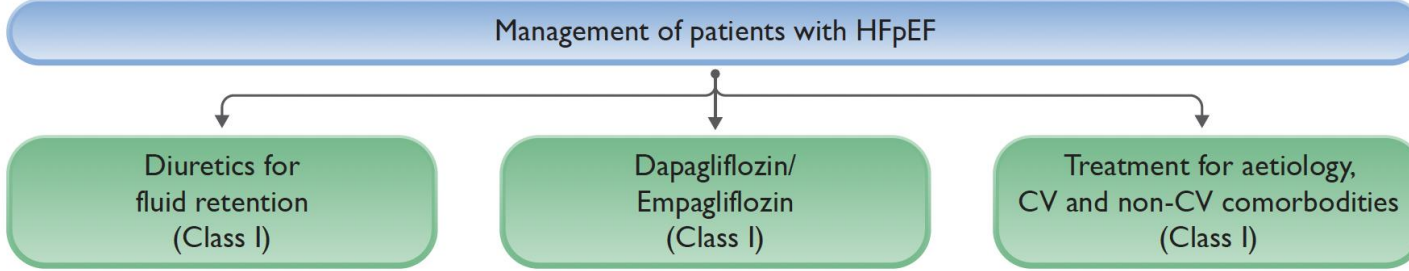 Management of patients with HFpEF
Diuretics for
fluid retention
(Class I)
Dapagliflozin/
Empagliflozin
(Class I)
Treatment for aetiology,
CV and non-CV comorbodities
(Class I)